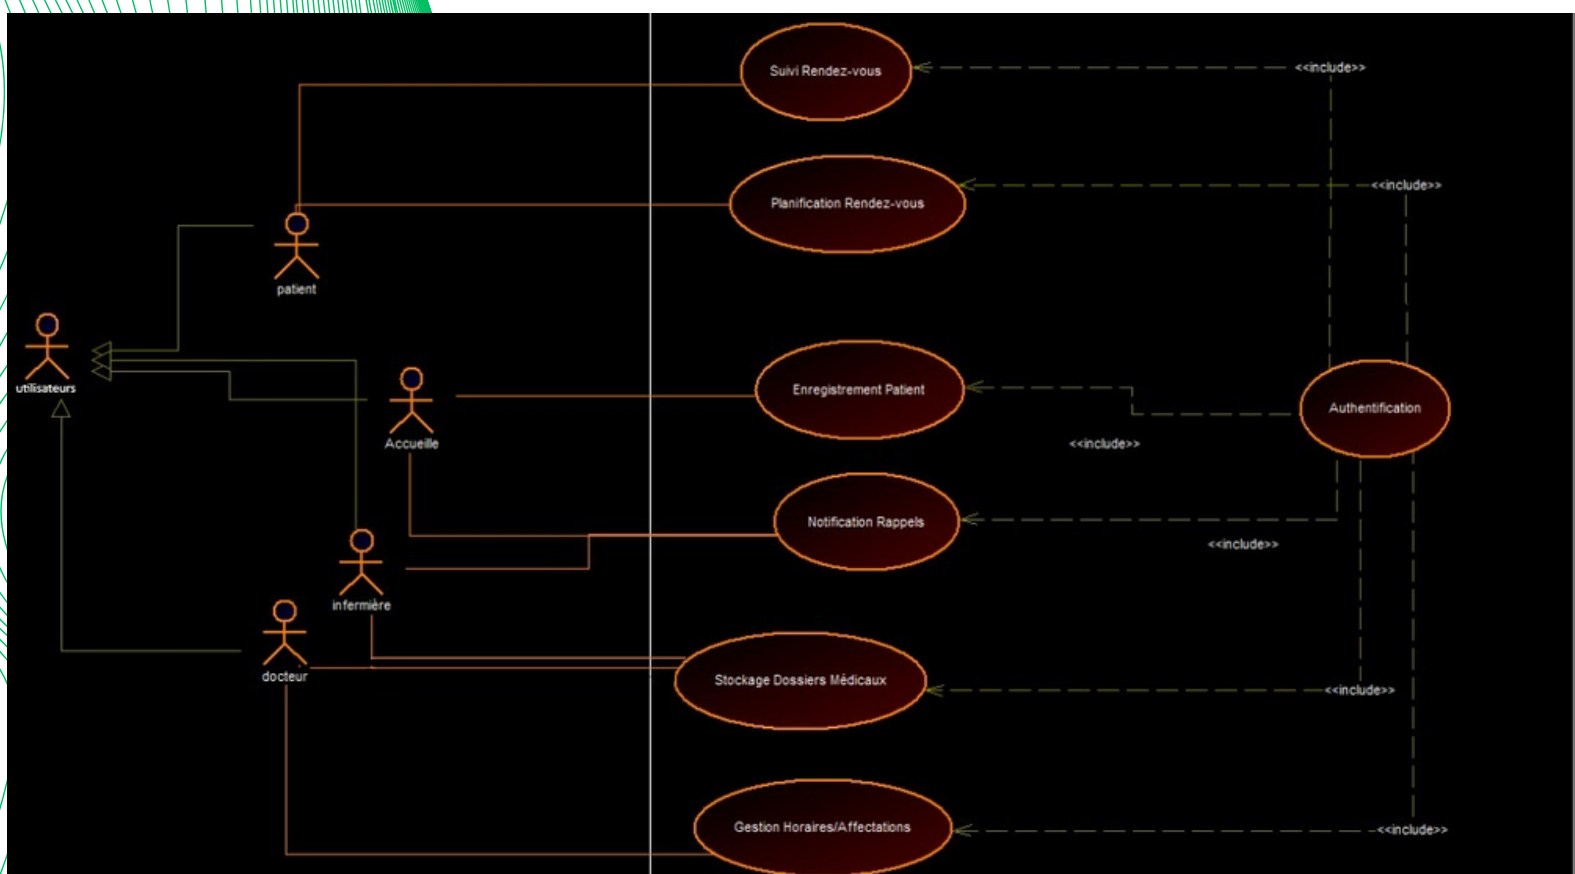 Suivi Rendez-vous
<<include>>
Planification Rendez-vous
<<include>>
patient
utilisateurs
Enregistrement Patient
Authentification
Accueille
<<include>>
Notification Rappels
<<include>>
infermière
docteur
Stockage Dossiers Médicaux
<<include>>
Gestion Horaires/Affectations
<<include>>